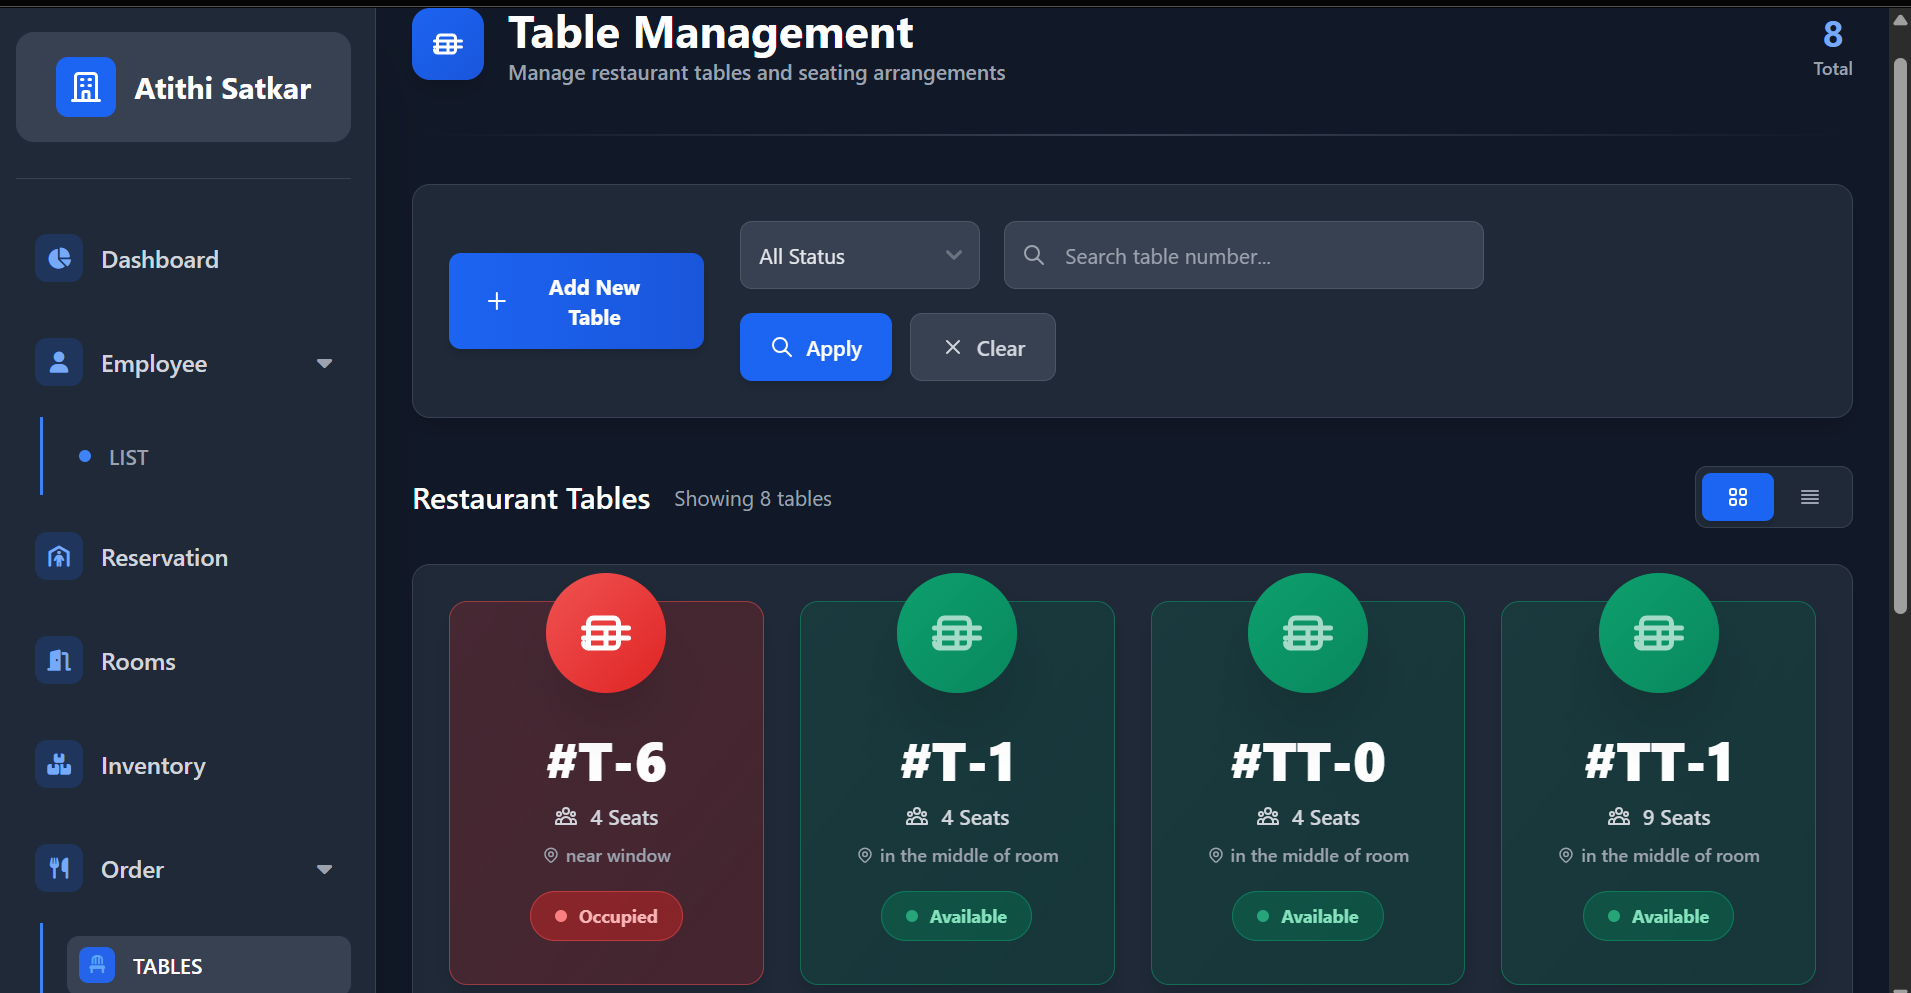 Atithi Satkar
Dashboard
Employee
LIST
Reservation
Rooms
Inventory
Order
TABLES
Table Management
Manage restaurant tables and seating arrangements
8
Total
Add New
Table
All Status
Search table number...
Apply
Clear
Restaurant Tables
Showing 8 tables
#T-6
4 Seats
near window
Occupied
#T-1
4 Seats
in the middle of room
Available
#TT-0
4 Seats
in the middle of room
Available
#TT-1
9 Seats
in the middle of room
Available